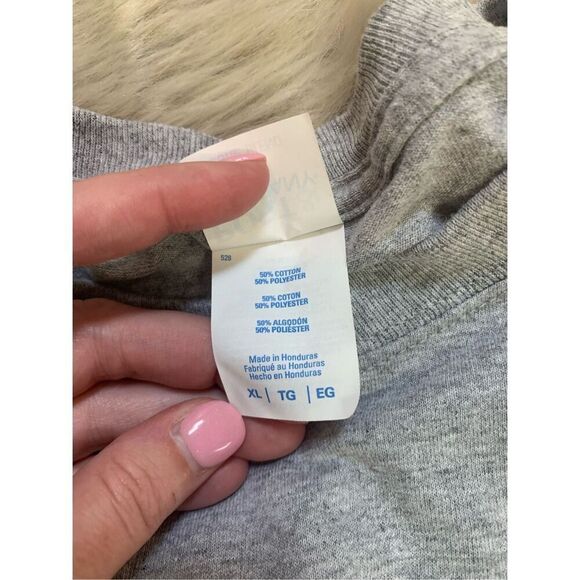 528
50% COTTON
50% POLYESTER
50% COTON
50% POLYESTER
50% ALGODÓN
50% POLIÉSTER
Made in Honduras
Fabriqué au Honduras
Hecho en Honduras
XL | TG | EG